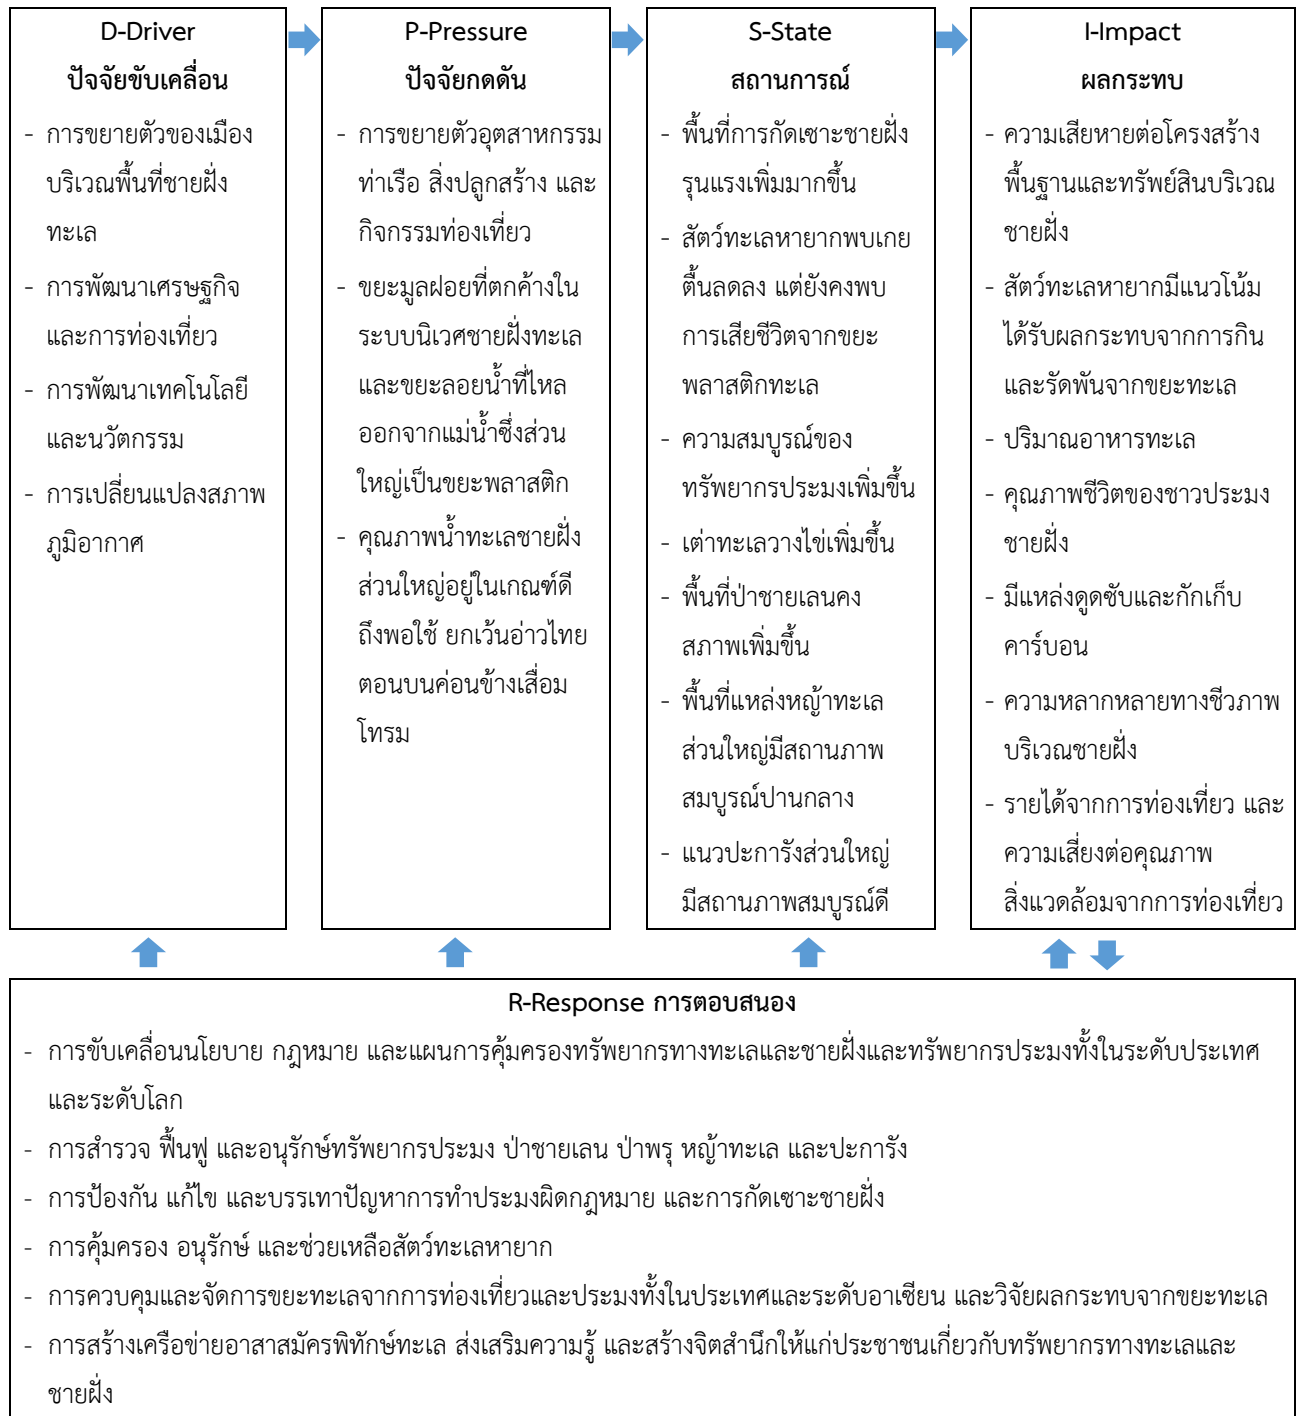 D-Driver
ปัจจัยขับเคลื่อน
- การขยายตัวของเมือง
บริเวณพื้นที่ชายฝั่ง
ทะเล
- การพัฒนาเศรษฐกิจ
และการท่องเที่ยว
- การพัฒนาเทคโนโลยี
และนวัตกรรม
- การเปลี่ยนแปลงสภาพ
ภูมิอากาศ
P-Pressure
ปัจจัยกดดัน
- การขยายตัวอุตสาหกรรม
ท่าเรือ สิ่งปลูกสร้าง และ
กิจกรรมท่องเที่ยว
- ขยะมูลฝอยที่ตกค้างใน
ระบบนิเวศชายฝั่งทะเล
และขยะลอยน้ำที่ไหล
ออกจากแม่น้ำซึ่งส่วน
ใหญ่เป็นขยะพลาสติก
- คุณภาพน้ำทะเลชายฝั่ง
ส่วนใหญ่อยู่ในเกณฑ์ดี
ถึงพอใช้ ยกเว้นอ่าวไทย
ตอนบนค่อนข้างเสื่อม
โทรม
S-State
สถานการณ์
- พื้นที่การกัดเซาะชายฝั่ง
รุนแรงเพิ่มมากขึ้น
- สัตว์ทะเลหายากพบเกย
ตื้นลดลง แต่ยังคงพบ
การเสียชีวิตจากขยะ
พลาสติกทะเล
- ความสมบูรณ์ของ
ทรัพยากรประมงเพิ่มขึ้น
- เต่าทะเลวางไข่เพิ่มขึ้น
- พื้นที่ป่าชายเลนคง
สภาพเพิ่มขึ้น
- พื้นที่แหล่งหญ้าทะเล
ส่วนใหญ่มีสถานภาพ
สมบูรณ์ปานกลาง
- แนวปะการังส่วนใหญ่
มีสถานภาพสมบูรณ์ดี
I-Impact
ผลกระทบ
- ความเสียหายต่อโครงสร้าง
พื้นฐานและทรัพย์สินบริเวณ
ชายฝั่ง
- สัตว์ทะเลหายากมีแนวโน้ม
ได้รับผลกระทบจากการกิน
และรัดพันจากขยะทะเล
- ปริมาณอาหารทะเล
- คุณภาพชีวิตของชาวประมง
ชายฝั่ง
- มีแหล่งดูดซับและกักเก็บ
คาร์บอน
- ความหลากหลายทางชีวภาพ
บริเวณชายฝั่ง
- รายได้จากการท่องเที่ยว และ
ความเสี่ยงต่อคุณภาพ
สิ่งแวดล้อมจากการท่องเที่ยว
R-Response การตอบสนอง
- การขับเคลื่อนนโยบาย กฎหมาย และแผนการคุ้มครองทรัพยากรทางทะเลและชายฝั่งและทรัพยากรประมงทั้งในระดับประเทศ
และระดับโลก
- การสำรวจ ฟื้นฟู และอนุรักษ์ทรัพยากรประมง ป่าชายเลน ป่าพรุ หญ้าทะเล และปะการัง
- การป้องกัน แก้ไข และบรรเทาปัญหาการทำประมงผิดกฎหมาย และการกัดเซาะชายฝั่ง
- การคุ้มครอง อนุรักษ์ และช่วยเหลือสัตว์ทะเลหายาก
- การควบคุมและจัดการขยะทะเลจากการท่องเที่ยวและประมงทั้งในประเทศและระดับอาเซียน และวิจัยผลกระทบจากขยะทะเล
- การสร้างเครือข่ายอาสาสมัครพิทักษ์ทะเล ส่งเสริมความรู้ และสร้างจิตสำนึกให้แก่ประชาชนเกี่ยวกับทรัพยากรทางทะเลและ
ชายฝั่ง